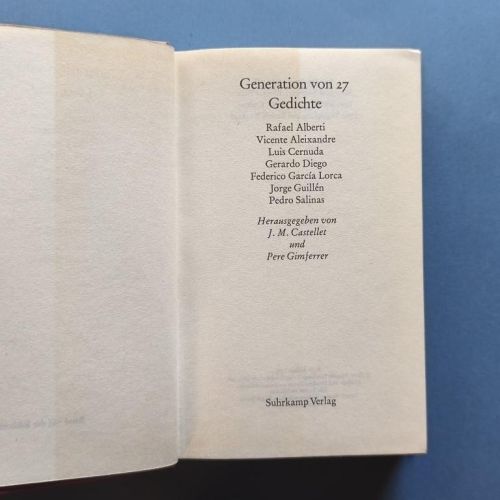 Generation von 27
Gedichte
Rafael Alberti
Vicente Aleixandre
Luis Cernuda
Gerardo Diego
Federico García Lorca
Jorge Guillén
Pedro Salinas
Herausgegeben von
J. M. Castellet
und
Pere Gimferrer
Suhrkamp Verlag